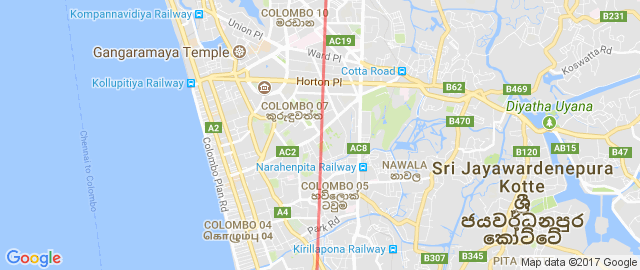 COLOMBO 10
මරදාන
Kompannavidiya Railway
Union Pl
AC19
Ward Pl
B231
Koswatta Rd
Gangaramaya Temple
Cotta Road
Horton Pl
Kollupitiya Railway
B62
B469
COLOMBO 07
කුරුඳුවත්ත
Diyatha Uyana
A2
B470
Chennai to Colombo
Colombo Plan Rd
AC2
AC8
B120
AB15
B47
Narahenpita Railway
NAWALA
නාවල
Sri Jayawardenepura
Kotte
ශ්‍රී
ජයවර්ධනපුර
කෝට්ටේ
COLOMBO 05
හැව්ලොක්
ටවුම
A4
COLOMBO 04
கொழும்பு 04
Park Rd
Kirillapona Railway
B307
B345
PITA
Google
Map data ©2017 Google